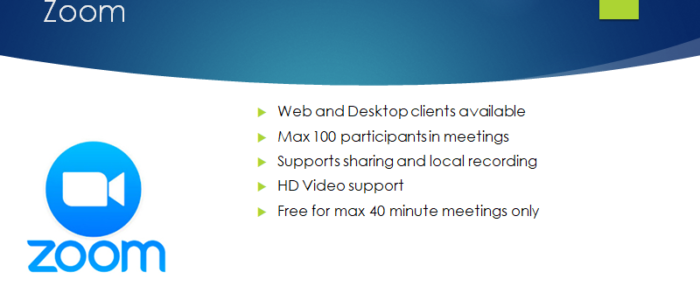 Zoom
Web and Desktop clients available
Max 100 participants in meetings
Supports sharing and local recording
HD Video support
Free for max 40 minute meetings only
zoom